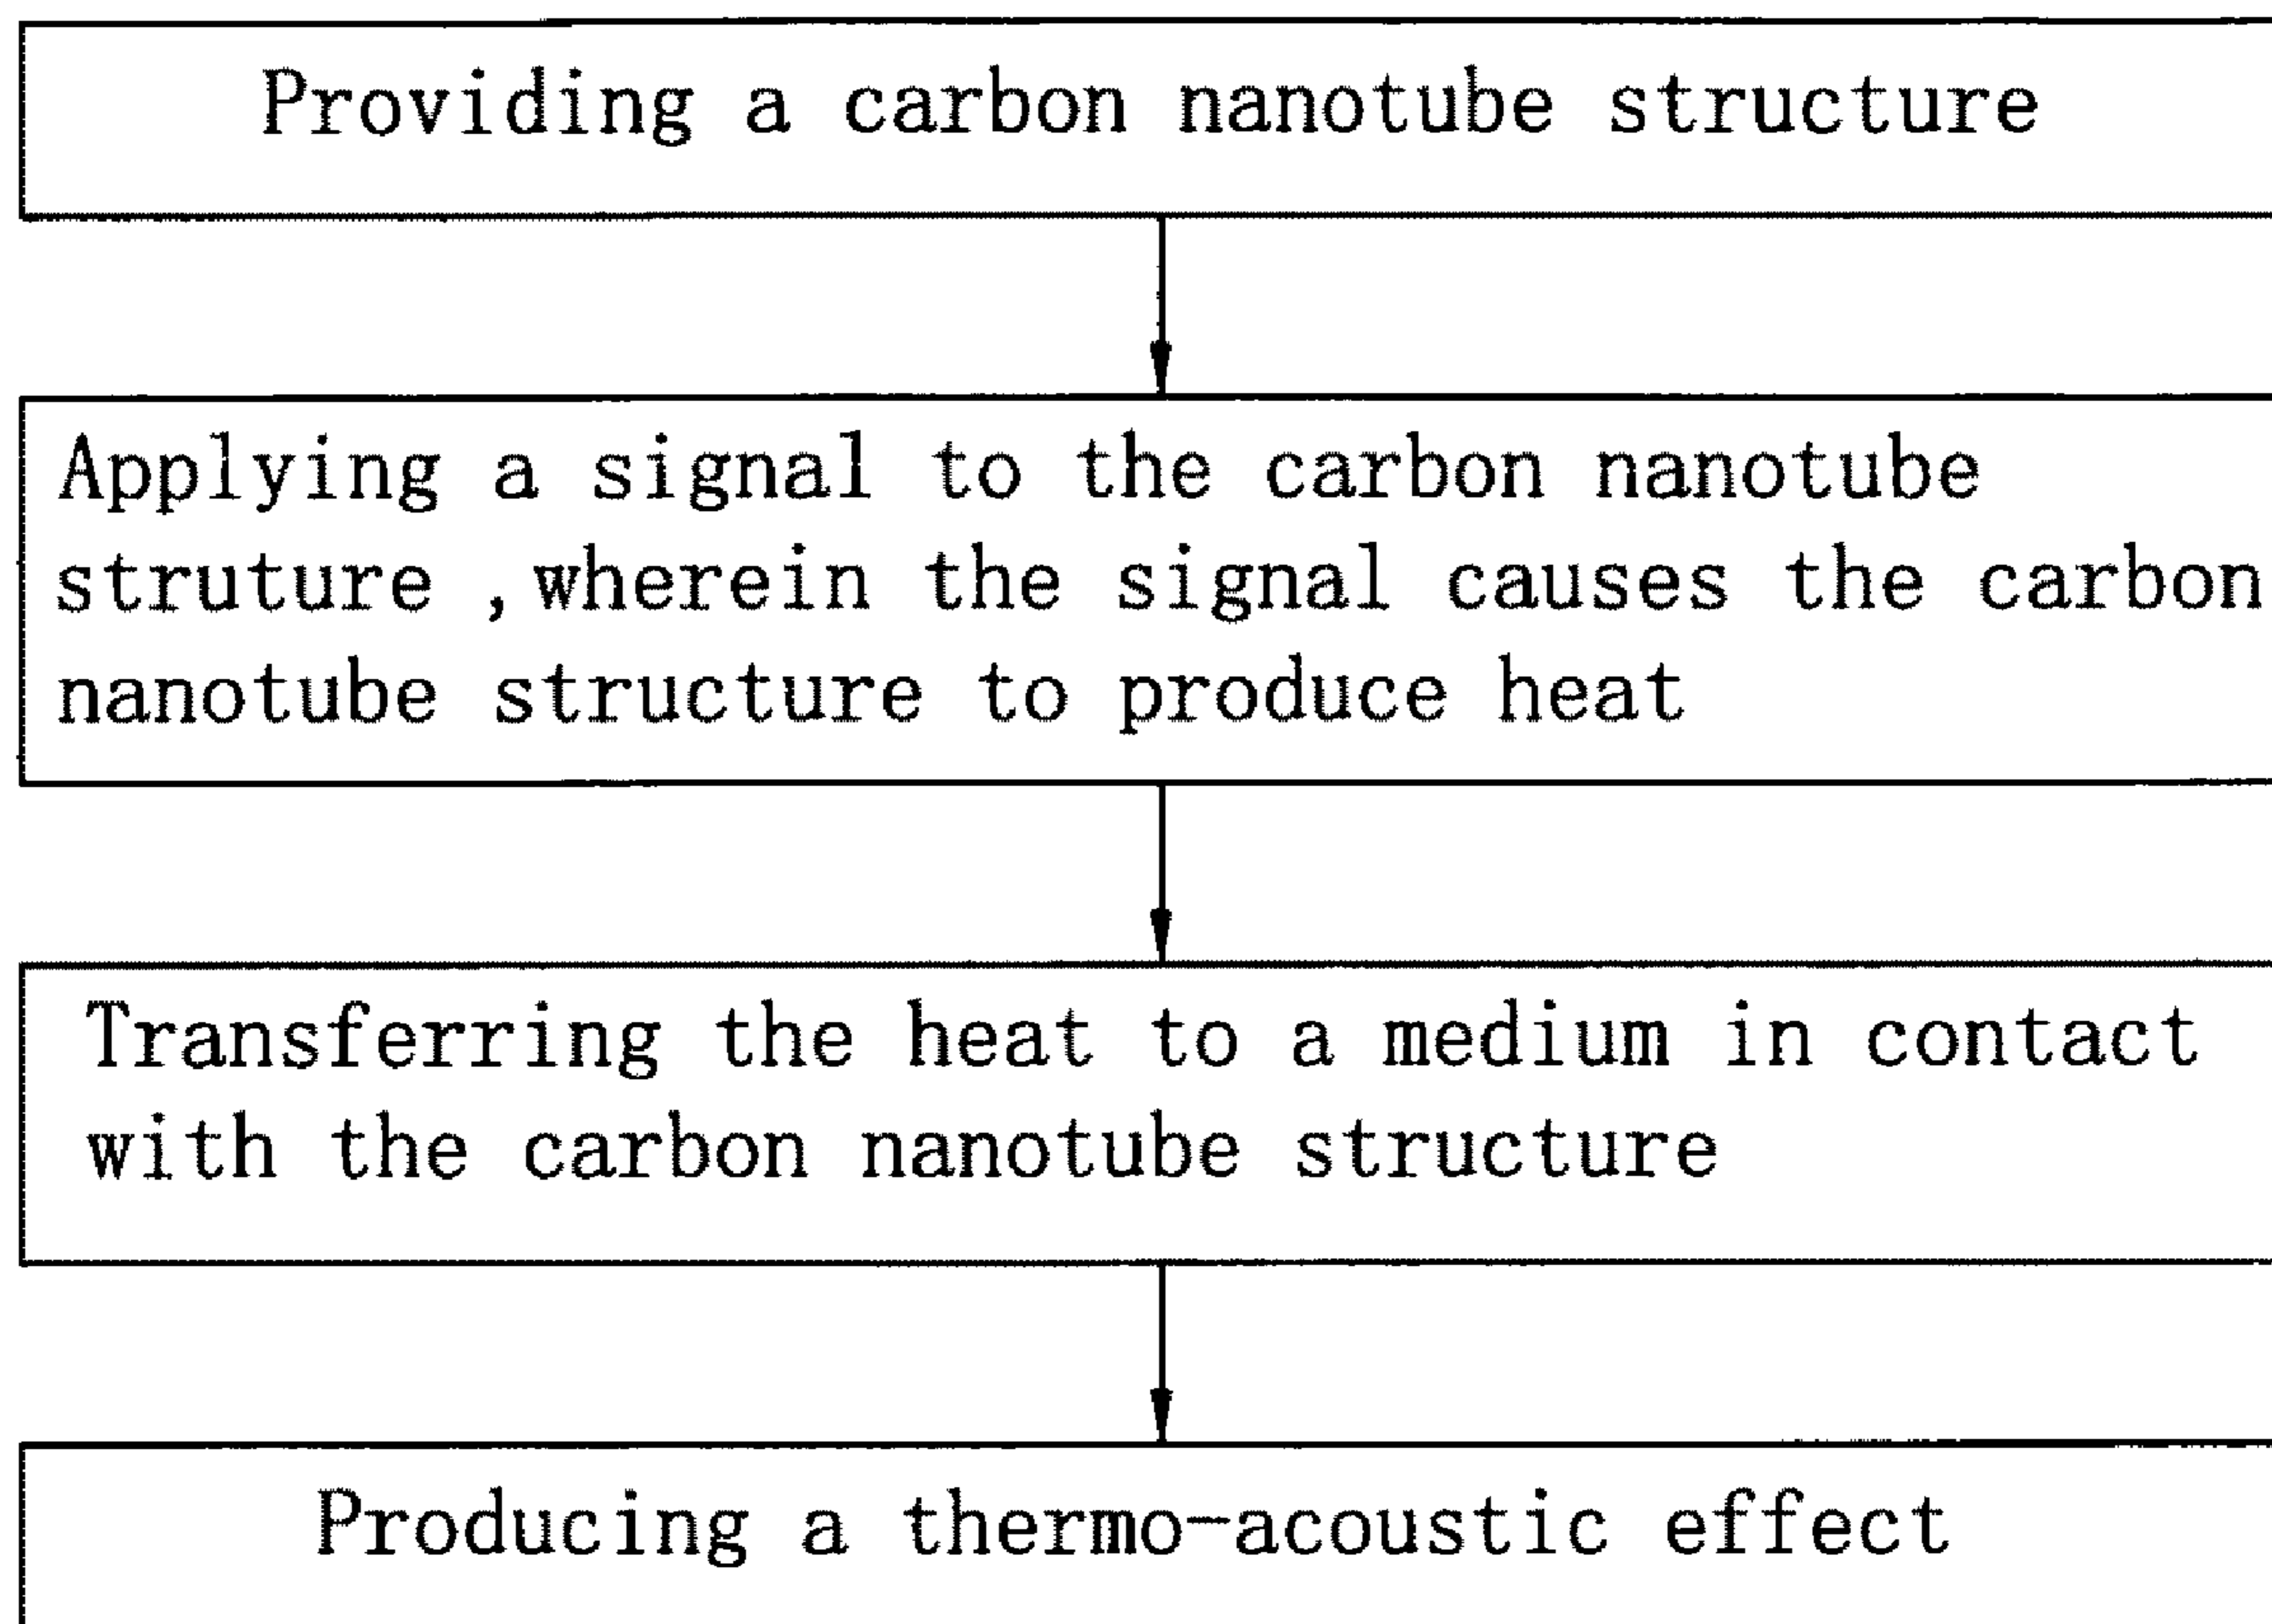 Providing a carbon nanotube structure
Applying a signal to the carbon nanotube
struture ,wherein the signal causes the carbon
nanotube structure to produce heat
Transferring the heat to a medium in contact
with the carbon nanotube structure
Producing a thermo-acoustic effect